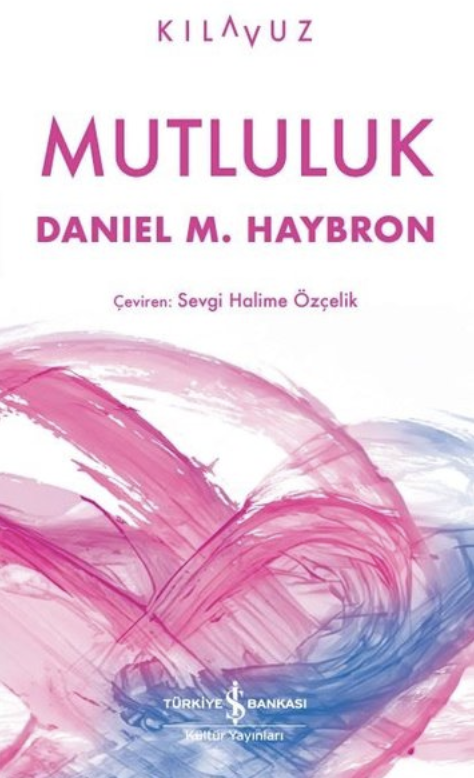 KILAVUZ
MUTLULUK
DANIEL M. HAYBRON
Çeviren: Sevgi Halime Özçelik
TÜRKİYE İŞ BANKASI
Kültür Yayınları